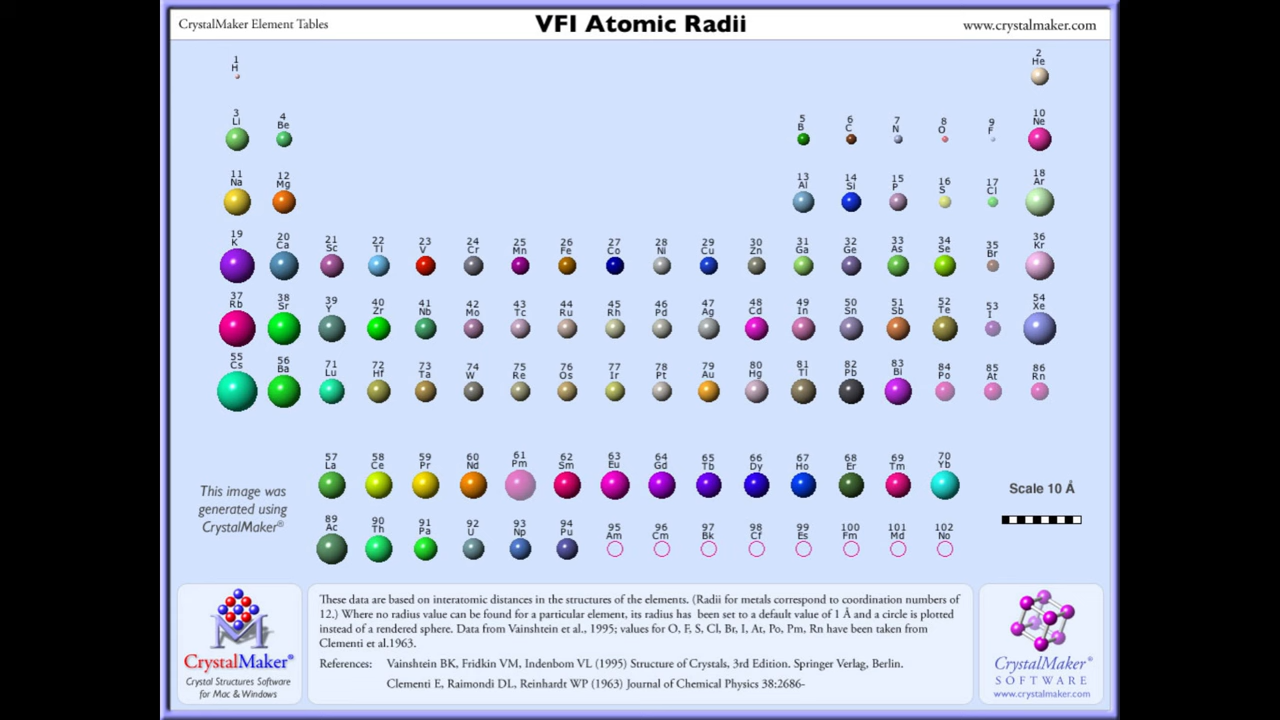 CrystalMaker Element Tables
VFI Atomic Radii
www.crystalmaker.com
1 2
H He
3 4 5 6 7 8 9 10
Li Be B C N O F Ne
11 12 13 14 15 16 17 18
Na Mg Al Si P S Cl Ar
19 20 21 22 23 24 25 26 27 28 29 30 31 32 33 34 35 36
K Ca Sc Ti V Cr Mn Fe Co Ni Cu Zn Ga Ge As Se Br Kr
37 38 39 40 41 42 43 44 45 46 47 48 49 50 51 52 53 54
Rb Sr Y Zr Nb Mo Tc Ru Rh Pd Ag Cd In Sn Sb Te I Xe
55 56 71 72 73 74 75 76 77 78 79 80 81 82 83 84 85 86
Cs Ba Lu Hf Ta W Re Os Ir Pt Au Hg Tl Pb Bi Po At Rn
57 58 59 60 61 62 63 64 65 66 67 68 69 70
La Ce Pr Nd Pm Sm Eu Gd Tb Dy Ho Er Tm Yb
89 90 91 92 93 94 95 96 97 98 99 100 101 102
Ac Th Pa U Np Pu Am Cm Bk Cf Es Fm Md No
This image was
generated using
CrystalMaker®
Scale 10 Å
CrystalMaker®
Crystal Structures Software
for Mac & Windows
These data are based on interatomic distances in the structures of the elements. (Radii for metals correspond to coordination numbers of
12.) Where no radius value can be found for a particular element, its radius has been set to a default value of 1 Å and a circle is plotted
instead of a rendered sphere. Data from Vainshtein et al., 1995; values for O, F, S, Cl, Br, I, At, Po, Pm, Rn have been taken from
Clementi et al.1963.
References: Vainshtein BK, Fridkin VM, Indenbom VL (1995) Structure of Crystals, 3rd Edition. Springer Verlag, Berlin.
Clementi E, Raimondi DL, Reinhardt WP (1963) Journal of Chemical Physics 38:2686-
CrystalMaker®
SOFTWARE
www.crystalmaker.com